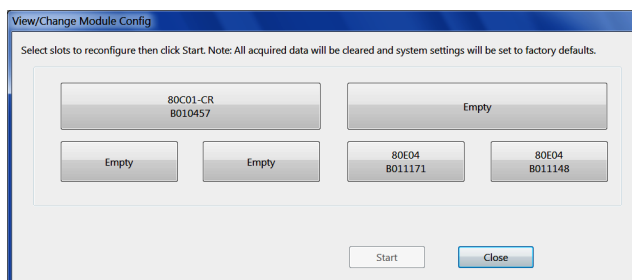 View/Change Module Config
Select slots to reconfigure then click Start. Note: All acquired data will be cleared and system settings will be set to factory defaults.
80C01-CR
B010457
Empty
Empty
Empty
80E04
B011171
80E04
B011148
Start
Close